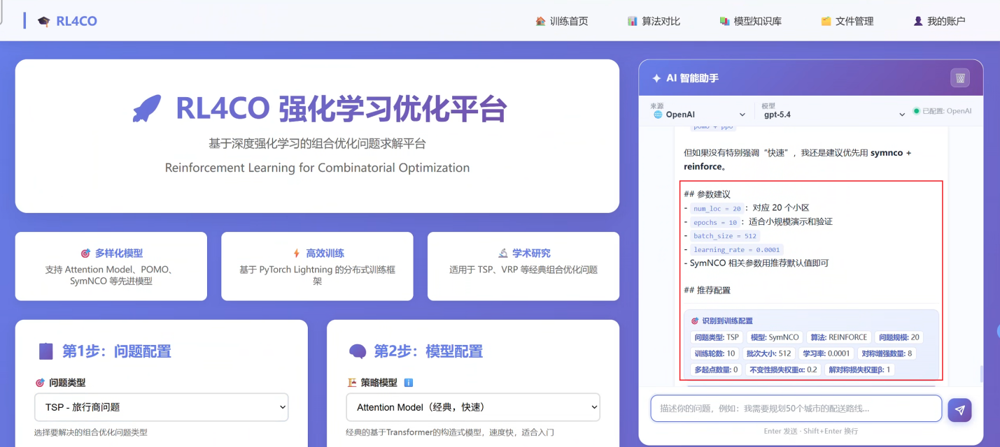 RL4CO
训练首页
算法对比
模型知识库
文件管理
我的账户
RL4CO 强化学习优化平台
基于深度强化学习的组合优化问题求解平台
Reinforcement Learning for Combinatorial Optimization
多样化模型
支持 Attention Model、POMO、
SymNCO 等先进模型
高效训练
基于 PyTorch Lightning 的分布式训练框
架
学术研究
适用于 TSP、VRP 等经典组合优化问题
第1步：问题配置
问题类型
TSP - 旅行商问题
选择要解决的组合优化问题类型
第2步：模型配置
策略模型
Attention Model（经典，快速）
经典的基于Transformer的构造式模型，速度快，适合入门
AI 智能助手
来源
OpenAI
模型
gpt-5.4
已配置: OpenAI
pomo + ppo
但如果没有特别强调“快速”，我还是建议优先用 symnco +
reinforce。
## 参数建议
- num_loc = 20 ：对应 20 个小区
- epochs = 10 ：适合小规模演示和验证
- batch_size = 512
- learning_rate = 0.0001
- SymNCO 相关参数用推荐默认值即可
## 推荐配置
识别到训练配置
问题类型: TSP 模型: SymNCO 算法: REINFORCE 问题规模: 20
训练轮数: 10 批次大小: 512 学习率: 0.0001 对称增强数量: 8
多起点数量: 0 不变性损失权重α: 0.2 解对称损失权重β: 1
描述你的问题，例如：我需要规划50个城市的配送路线...
Enter 发送 · Shift+Enter 换行